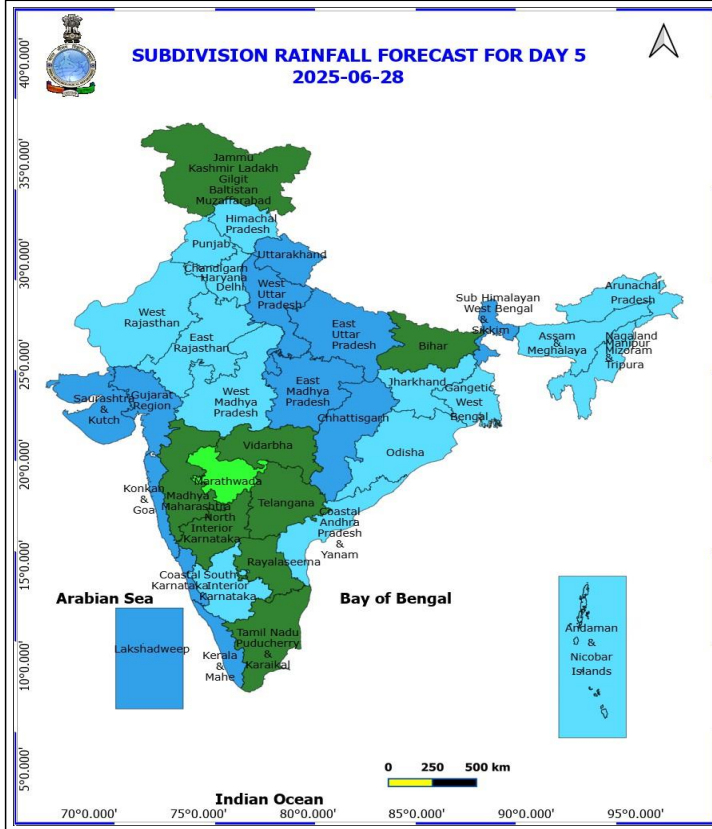 SUBDIVISION RAINFALL FORECAST FOR DAY 5
2025-06-28
40°0.000'
35°0.000'
30°0.000'
25°0.000'
20°0.000'
15°0.000'
10°0.000'
5°0.000'
Jammu
Kashmir Ladakh
Gilgit
Baltistan
Muzaffarabad
Himachal
Pradesh
Punjab
Chandigarh
Haryana
Delhi
Uttarakhand
West
Uttar
Pradesh
West
Rajasthan
East
Rajasthan
East
Uttar
Pradesh
Sub Himalayan
West Bengal
&
Sikkim
Arunachal
Pradesh
Assam
&
Meghalaya
Nagaland
Manipur
Mizoram
&
Tripura
Bihar
Jharkhand
Gangetic
West
Bengal
Saurashtra
&
Kutch
Gujarat
Region
West
Madhya
Pradesh
East
Madhya
Pradesh
Chhattisgarh
Odisha
Vidarbha
Marathwada
Konkan
&
Goa
Madhya
Maharashtra
North
Interior
Karnataka
Telangana
Coastal
Andhra
Pradesh
&
Yanam
Rayalaseema
Coastal
Karnataka
South
Interior
Karnataka
Arabian Sea
Bay of Bengal
Lakshadweep
Kerala
&
Mahe
Tamil Nadu
Puducherry
&
Karaikal
Andaman
&
Nicobar
Islands
0 250 500 km
Indian Ocean
70°0.000' 75°0.000' 80°0.000' 85°0.000' 90°0.000' 95°0.000'